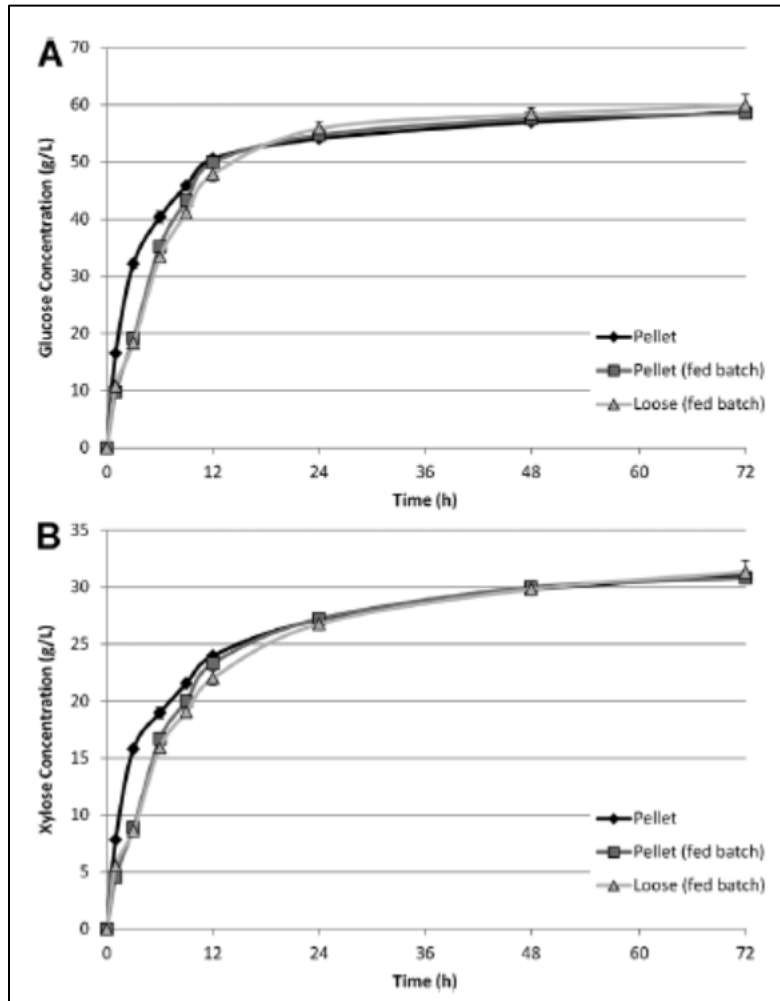 A
70
60
50
40
30
20
10
0
Glucose Concentration (g/L)
Pellet
Pellet (fed batch)
Loose (fed batch)
0 12 24 36 48 60 72
Time (h)
B
35
30
25
20
15
10
5
0
Xylose Concentration (g/L)
Pellet
Pellet (fed batch)
Loose (fed batch)
0 12 24 36 48 60 72
Time (h)